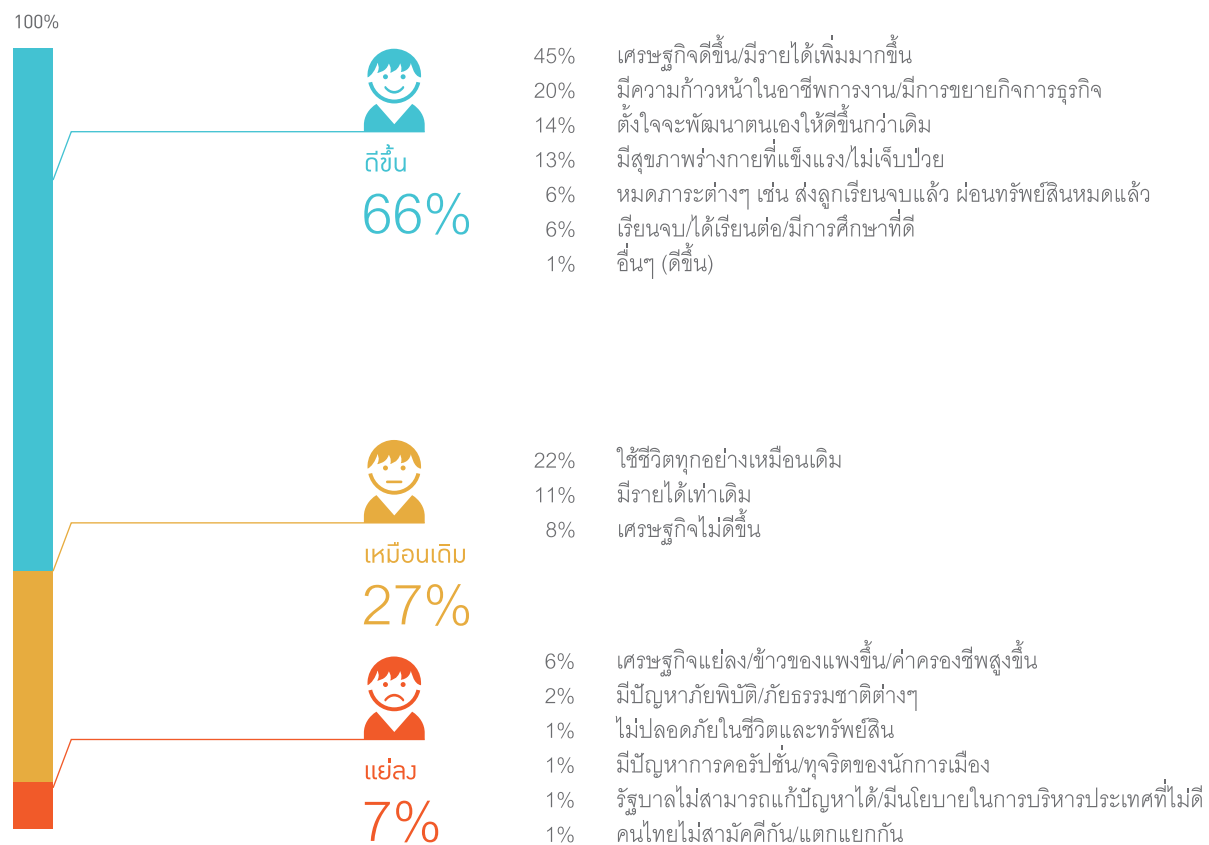 100%
45% เศรษฐกิจดีขึ้น/มีรายได้เพิ่มมากขึ้น
20% มีความก้าวหน้าในอาชีพการงาน/มีการขยายกิจการธุรกิจ
14% ตั้งใจจะพัฒนาตนเองให้ดีขึ้นกว่าเดิม
13% มีสุขภาพร่างกายที่แข็งแรง/ไม่เจ็บป่วย
6% หมดภาระต่างๆ เช่น ส่งลูกเรียนจบแล้ว ผ่อนทรัพย์สินหมดแล้ว
6% เรียนจบ/ได้เรียนต่อ/มีการศึกษาที่ดี
1% อื่นๆ (ดีขึ้น)
ดีขึ้น
66%
22% ใช้ชีวิตทุกอย่างเหมือนเดิม
11% มีรายได้เท่าเดิม
8% เศรษฐกิจไม่ดีขึ้น
เหมือนเดิม
27%
6% เศรษฐกิจแย่ลง/ข้าวของแพงขึ้น/ค่าครองชีพสูงขึ้น
2% มีปัญหาภัยพิบัติ/ภัยธรรมชาติต่างๆ
1% ไม่ปลอดภัยในชีวิตและทรัพย์สิน
1% มีปัญหาการคอรัปชั่น/ทุจริตของนักการเมือง
1% รัฐบาลไม่สามารถแก้ปัญหาได้/มีนโยบายในการบริหารประเทศที่ไม่ดี
1% คนไทยไม่สามัคคีกัน/แตกแยกกัน
แย่ลง
7%